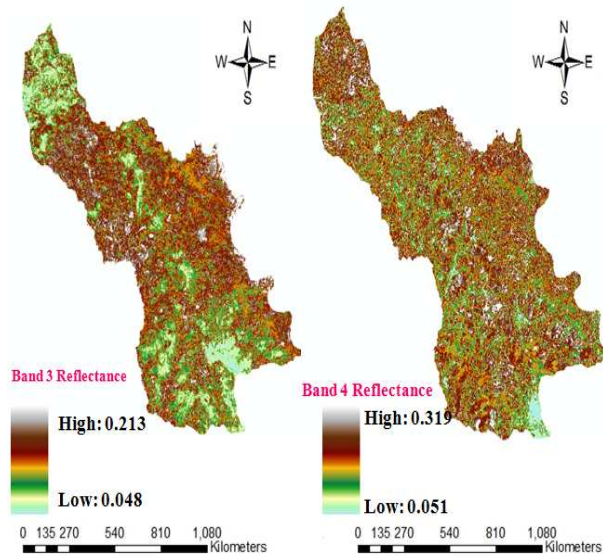 N
W E
S
N
W E
S
Band 3 Reflectance
High: 0.213
Low: 0.048
0 135 270 540 810 1,080
Kilometers
Band 4 Reflectance
High: 0.319
Low: 0.051
0 135 270 540 810 1,080
Kilometers